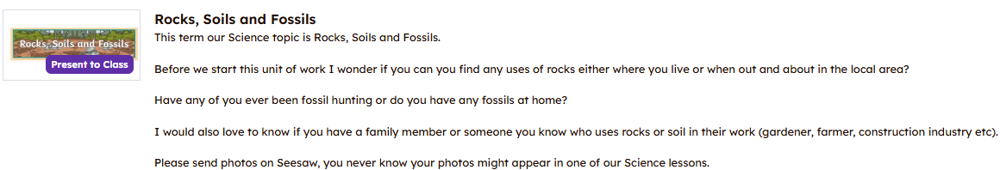 Rocks, Soils and Fossils
Present to Class
Rocks, Soils and Fossils
This term our Science topic is Rocks, Soils and Fossils.
Before we start this unit of work I wonder if you can you find any uses of rocks either where you live or when out and about in the local area?
Have any of you ever been fossil hunting or do you have any fossils at home?
I would also love to know if you have a family member or someone you know who uses rocks or soil in their work (gardener, farmer, construction industry etc).
Please send photos on Seesaw, you never know your photos might appear in one of our Science lessons.